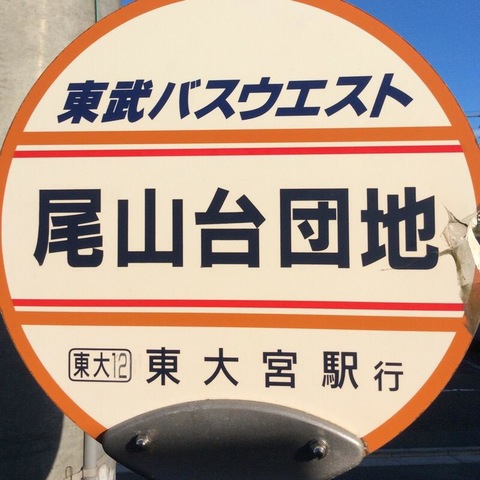 東武バスウエスト
尾山台団地
東大12 東大宮駅行